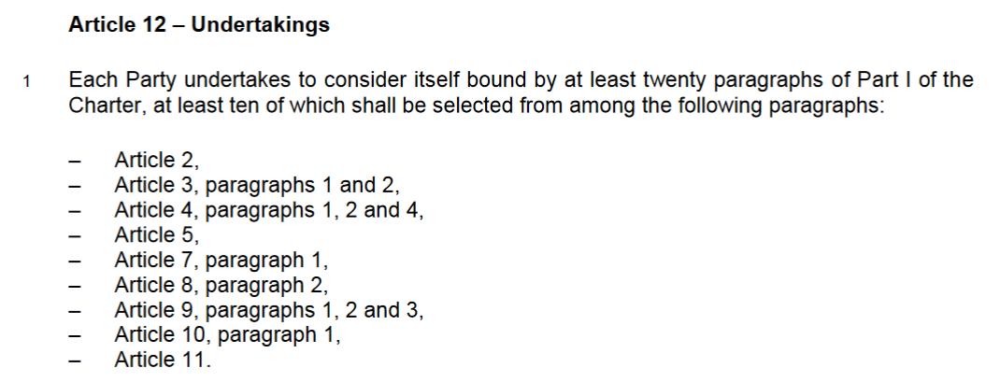 Article 12 – Undertakings
1 Each Party undertakes to consider itself bound by at least twenty paragraphs of Part I of the
Charter, at least ten of which shall be selected from among the following paragraphs:
– Article 2,
– Article 3, paragraphs 1 and 2,
– Article 4, paragraphs 1, 2 and 4,
– Article 5,
– Article 7, paragraph 1,
– Article 8, paragraph 2,
– Article 9, paragraphs 1, 2 and 3,
– Article 10, paragraph 1,
– Article 11.